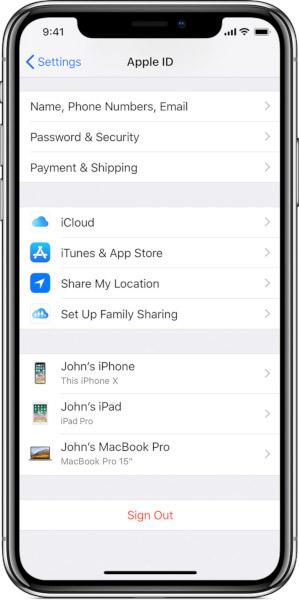 9:41
Settings
Apple ID
Name, Phone Numbers, Email
Password & Security
Payment & Shipping
iCloud
iTunes & App Store
Share My Location
Set Up Family Sharing
John's iPhone
This iPhone X
John's iPad
iPad Pro
John's MacBook Pro
MacBook Pro 15"
Sign Out